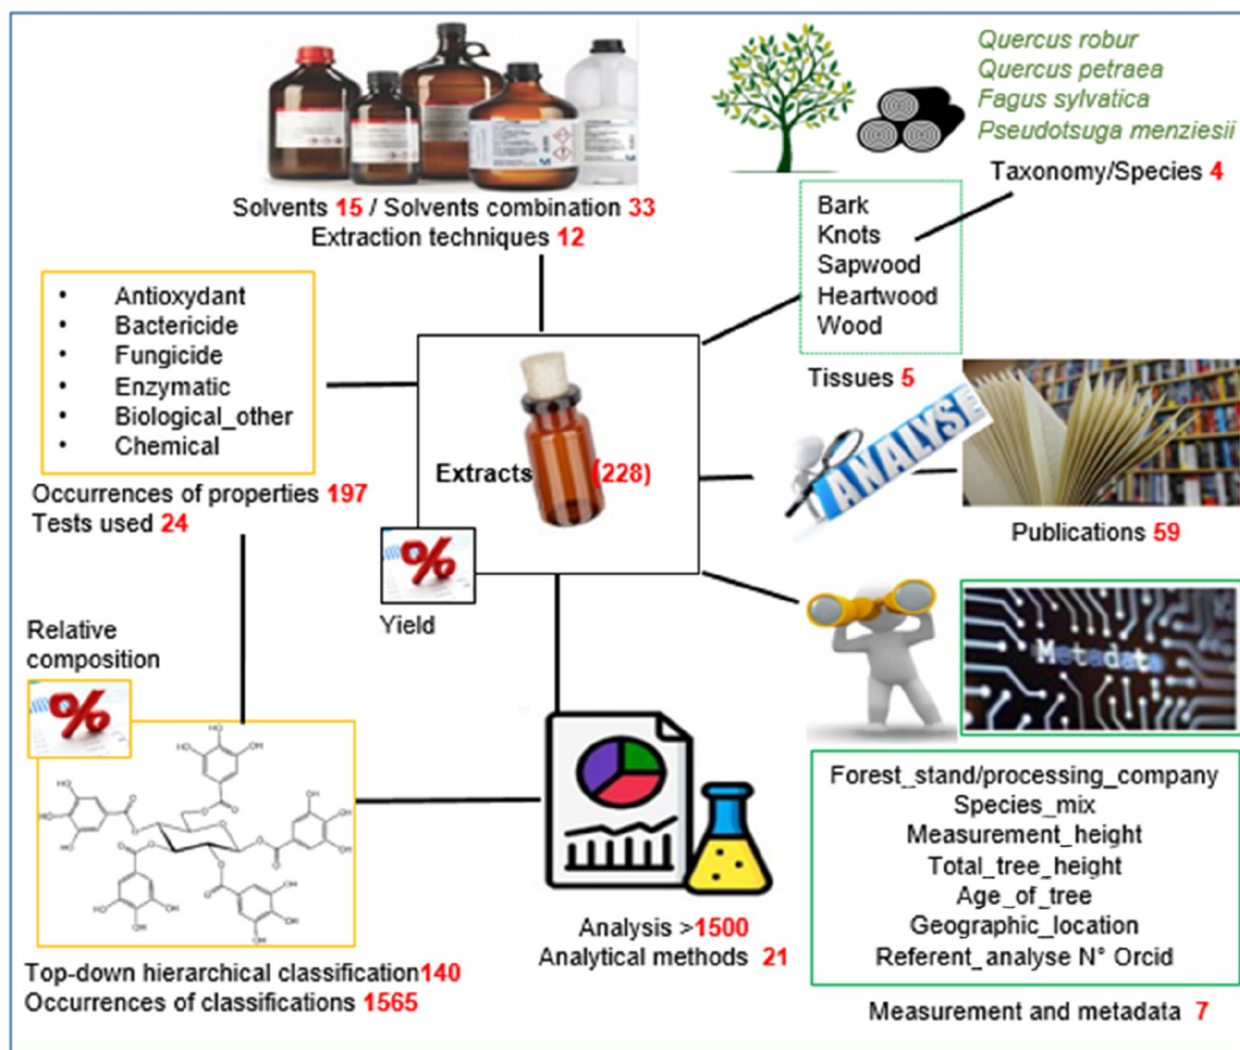 Quercus robur
Quercus petraea
Fagus sylvatica
Pseudotsuga menziesii
Taxonomy/Species 4
Solvents 15 / Solvents combination 33
Extraction techniques 12
Bark
Knots
Sapwood
Heartwood
Wood
Tissues 5
• Antioxydant
• Bactericide
• Fungicide
• Enzymatic
• Biological_other
• Chemical
Occurrences of properties 197
Tests used 24
Extracts (228)
%
Yield
ANALYSE
Publications 59
Relative
composition
%
Metadata
Forest_stand/processing_company
Species_mix
Measurement_height
Total_tree_height
Age_of_tree
Geographic_location
Referent_analyse N° Orcid
Measurement and metadata 7
Analysis >1500
Analytical methods 21
Top-down hierarchical classification140
Occurrences of classifications 1565